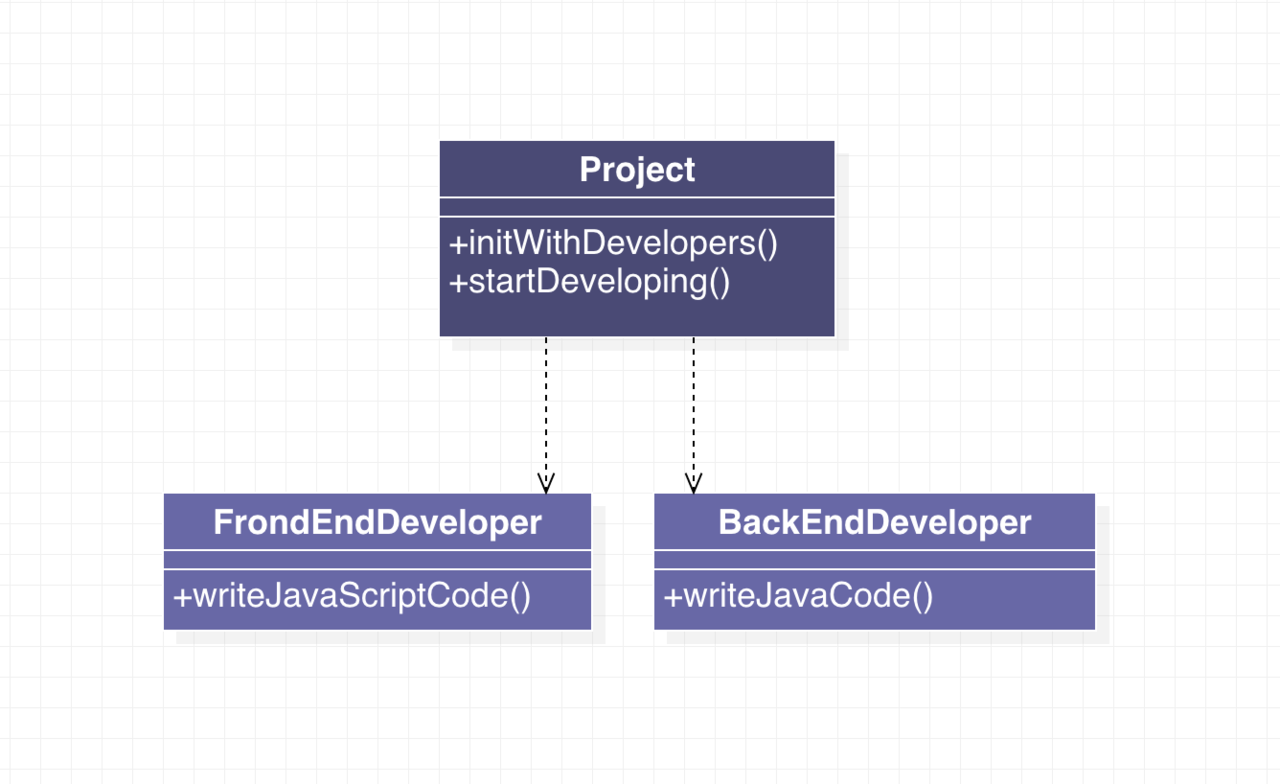 Project
+initWithDevelopers()
+startDeveloping()
FrondEndDeveloper
+writeJavaScriptCode()
BackEndDeveloper
+writeJavaCode()